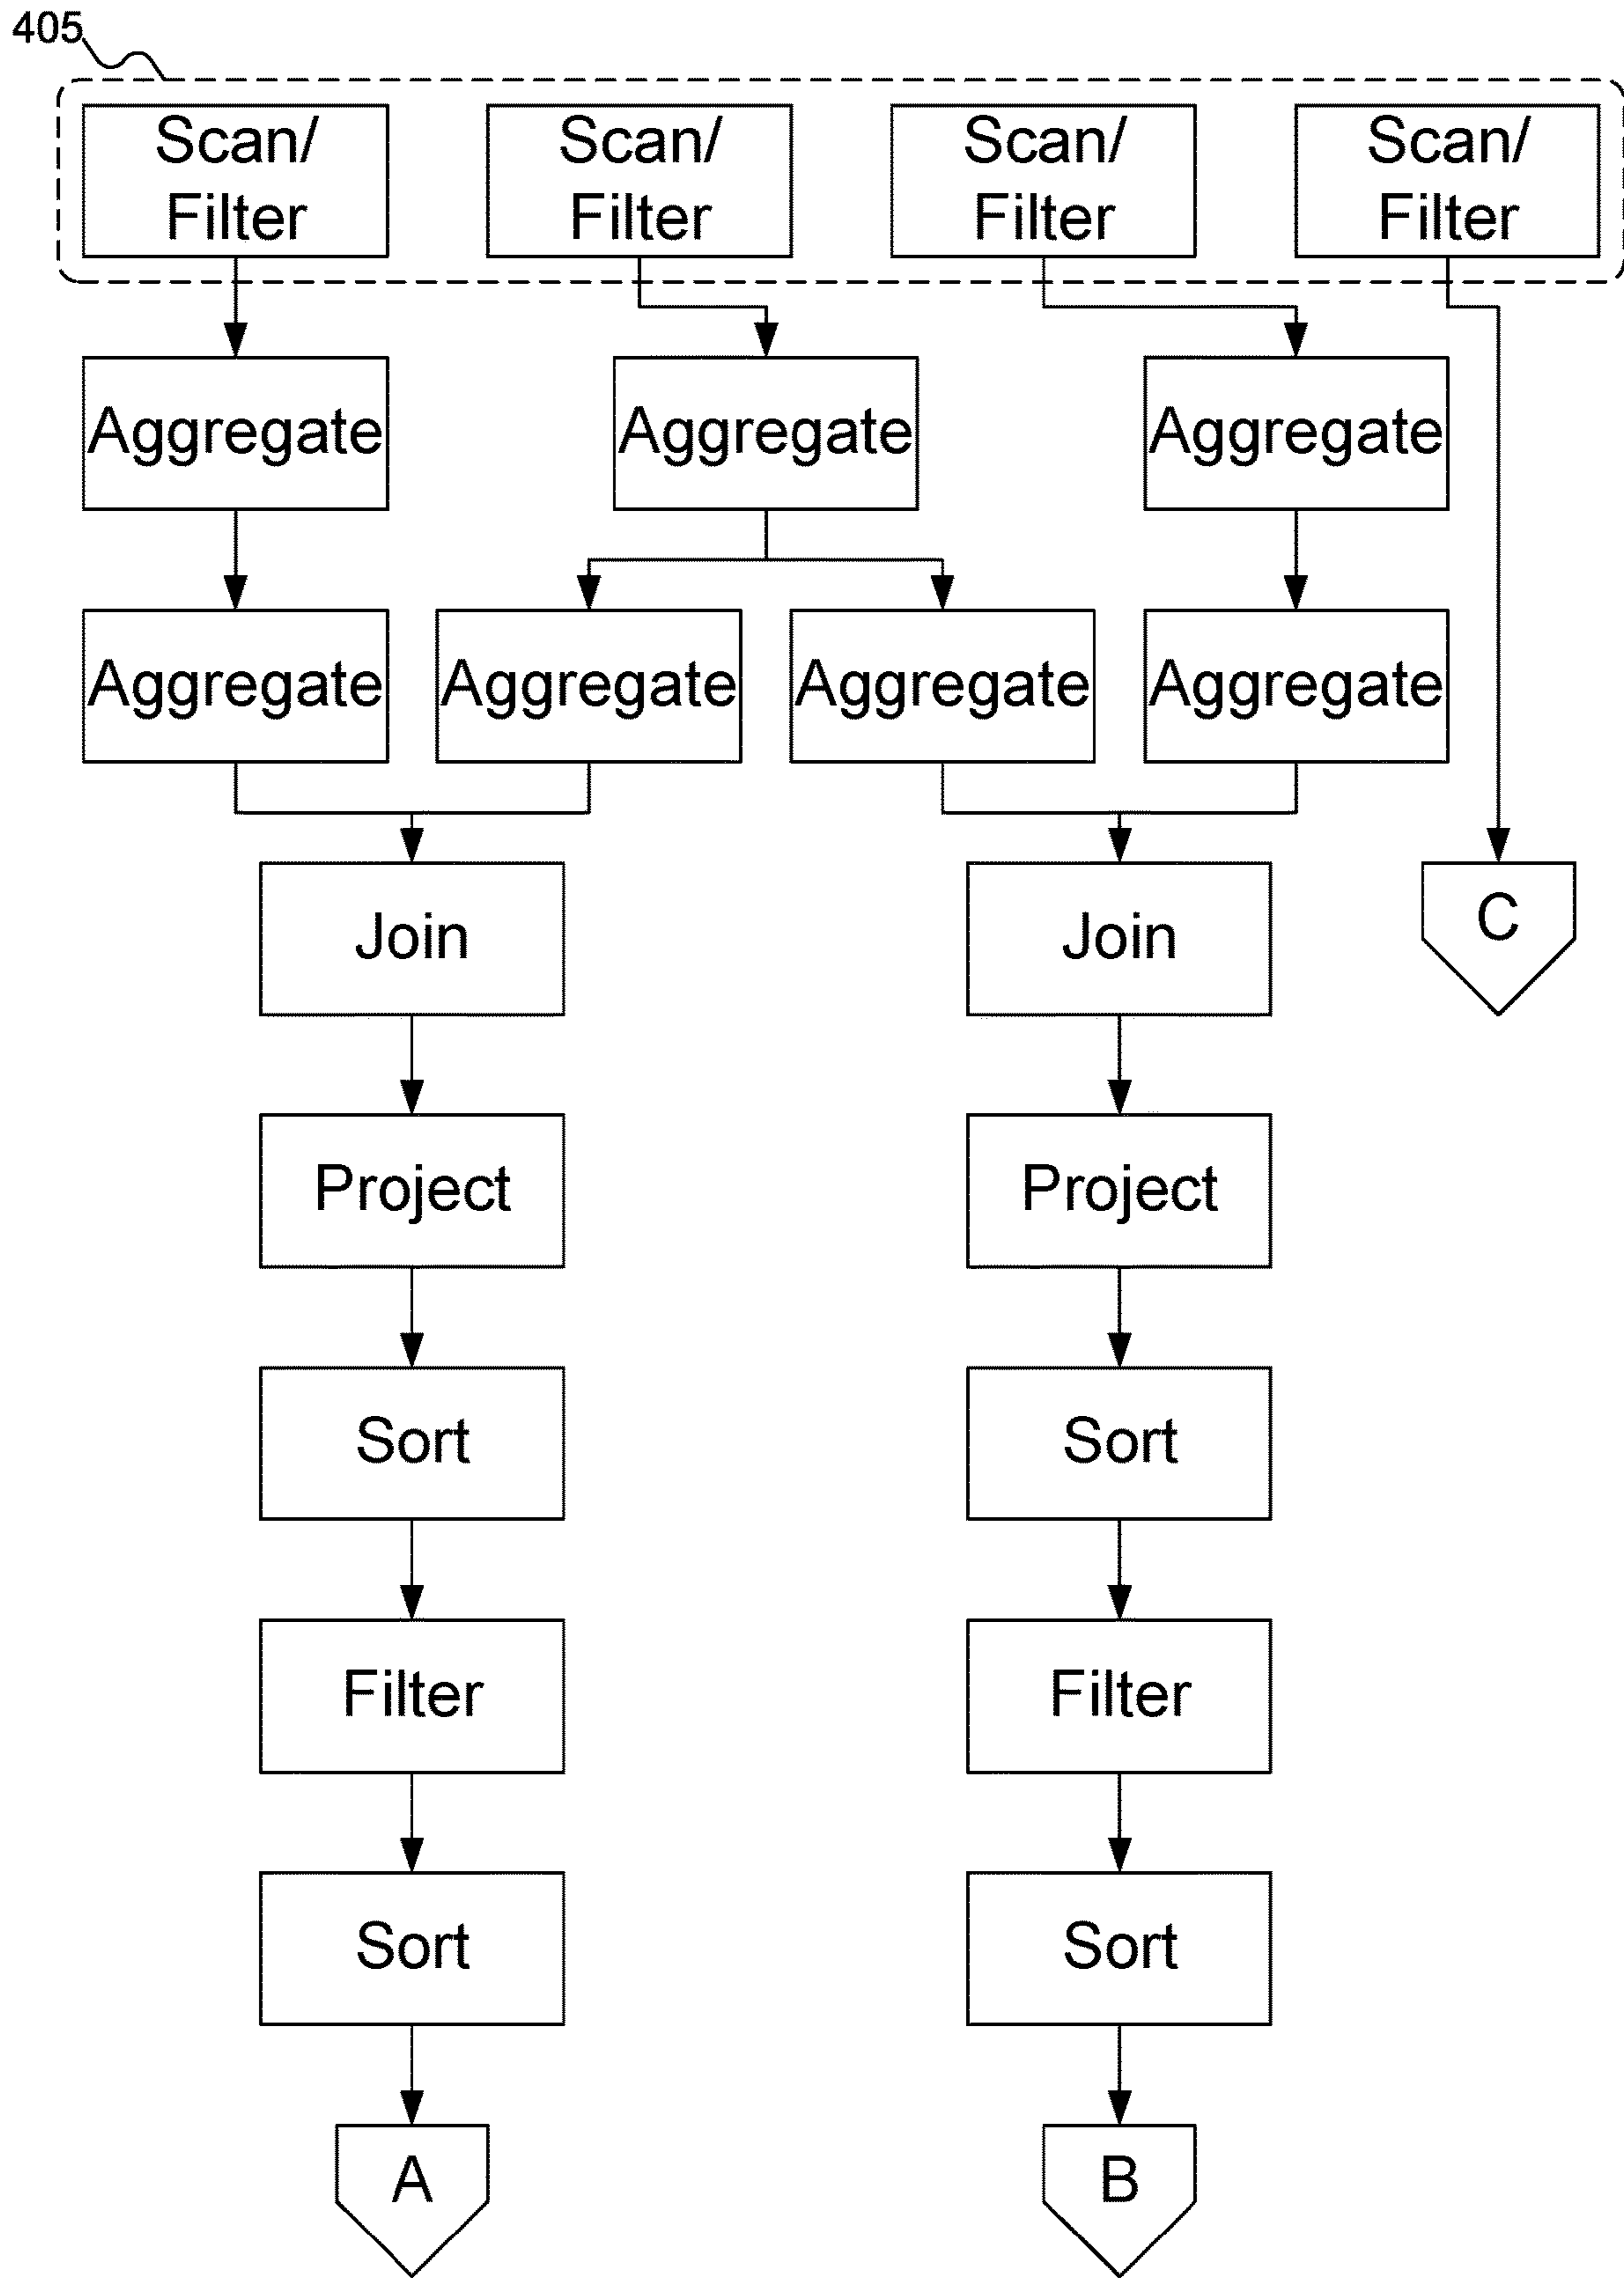 405
Scan/
Filter
Scan/
Filter
Scan/
Filter
Scan/
Filter
Aggregate
Aggregate
Aggregate
Aggregate
Aggregate
Aggregate
Aggregate
Join
Join
C
Project
Project
Sort
Sort
Filter
Filter
Sort
Sort
A
B